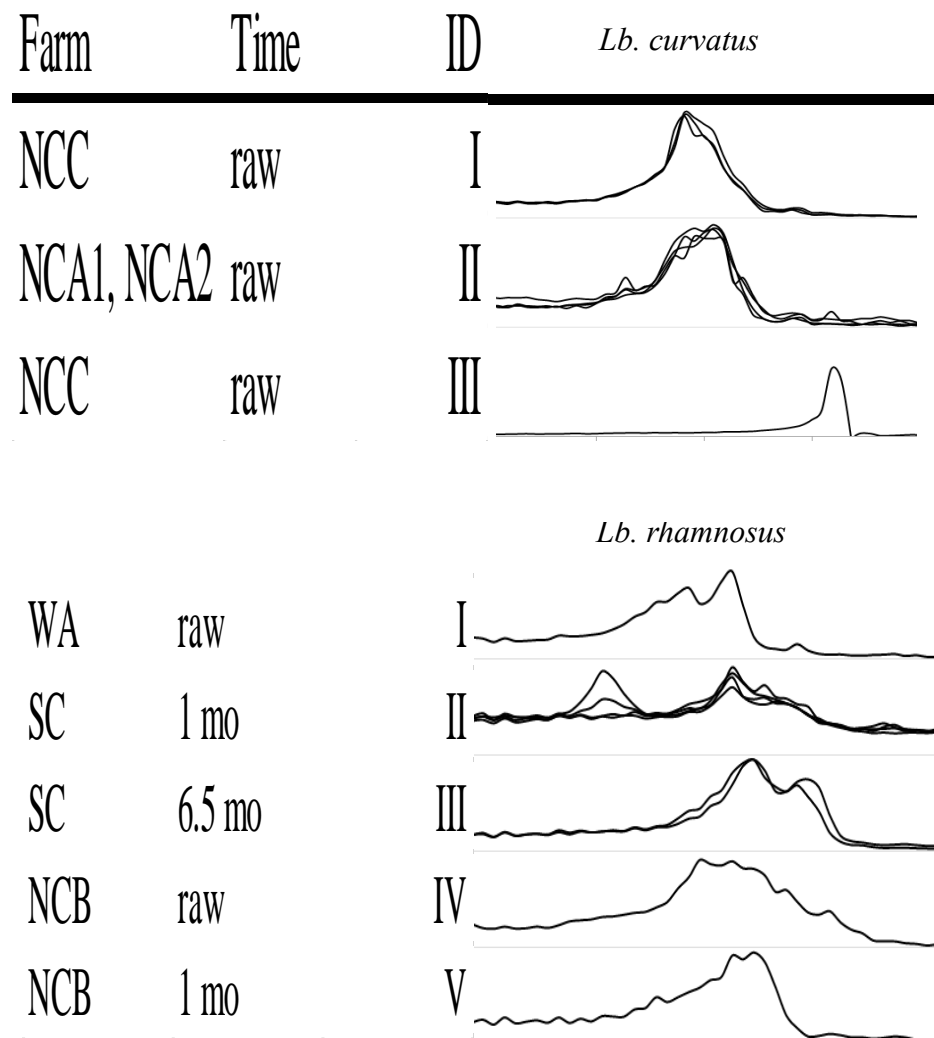 Farm Time ID Lb. curvatus
NCC raw I
NCA1, NCA2 raw II
NCC raw III
Lb. rhamnosus
WA raw I
SC 1 mo II
SC 6.5 mo III
NCB raw IV
NCB 1 mo V